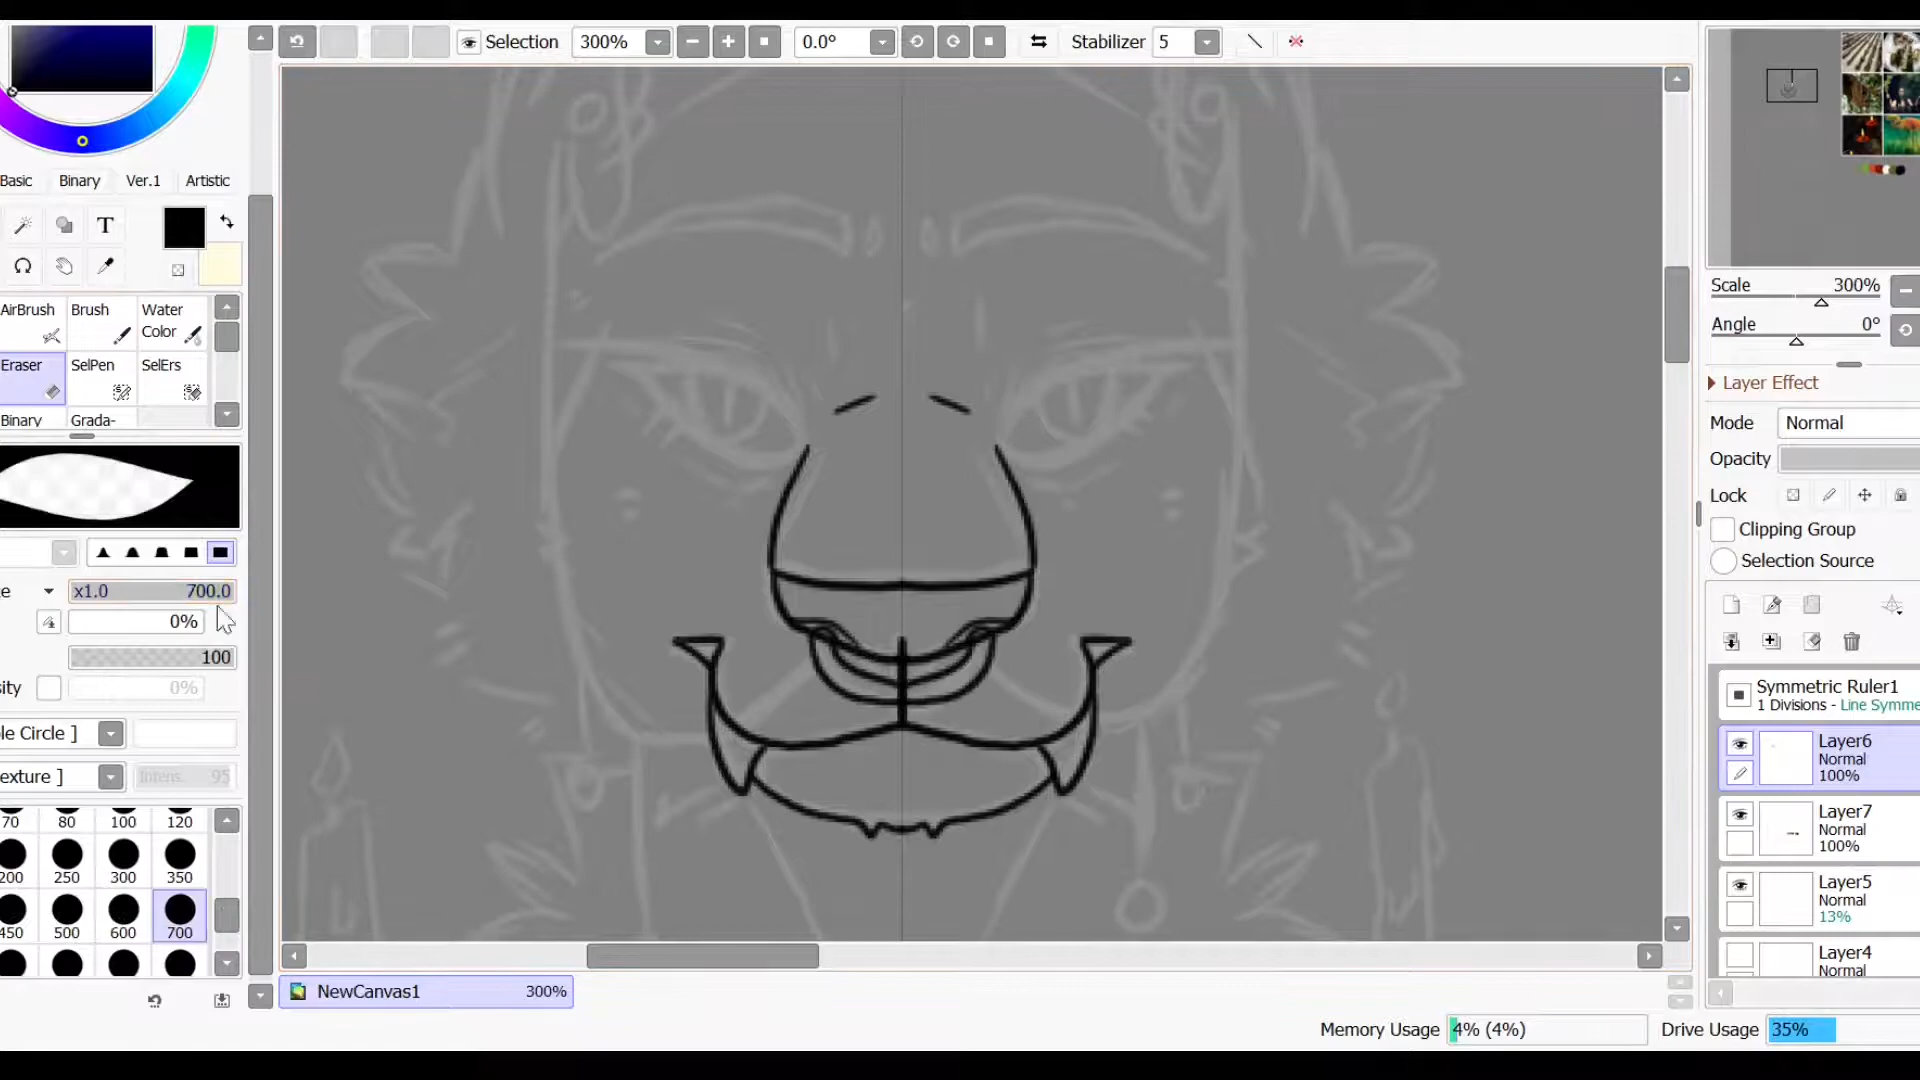 Selection 300% 0.0° Stabilizer 5
Basic Binary Ver.1 Artistic
T
AirBrush Brush Water Color
Eraser SelPen SelErs
Binary Grada-
x1.0 700.0
0%
100
sity 0%
le Circle ]
exture ] Intens. 95
70 80 100 120
200 250 300 350
450 500 600 700
NewCanvas1 300%
Memory Usage 4% (4%) Drive Usage 35%
Scale 300%
Angle 0°
Layer Effect
Mode Normal
Opacity
Lock
Clipping Group
Selection Source
Symmetric Ruler1
1 Divisions - Line Symme
Layer6
Normal
100%
Layer7
Normal
100%
Layer5
Normal
13%
Layer4
Normal